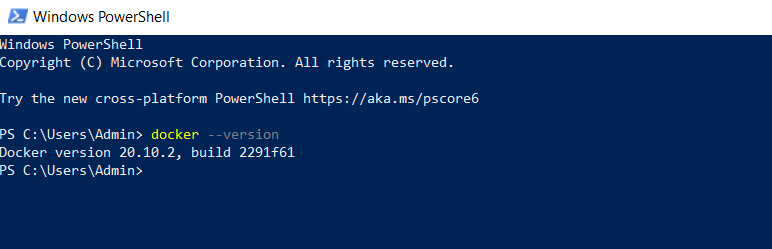 Windows PowerShell
Windows PowerShell
Copyright (C) Microsoft Corporation. All rights reserved.
Try the new cross-platform PowerShell https://aka.ms/pscore6
PS C:\Users\Admin> docker --version
Docker version 20.10.2, build 2291f61
PS C:\Users\Admin>